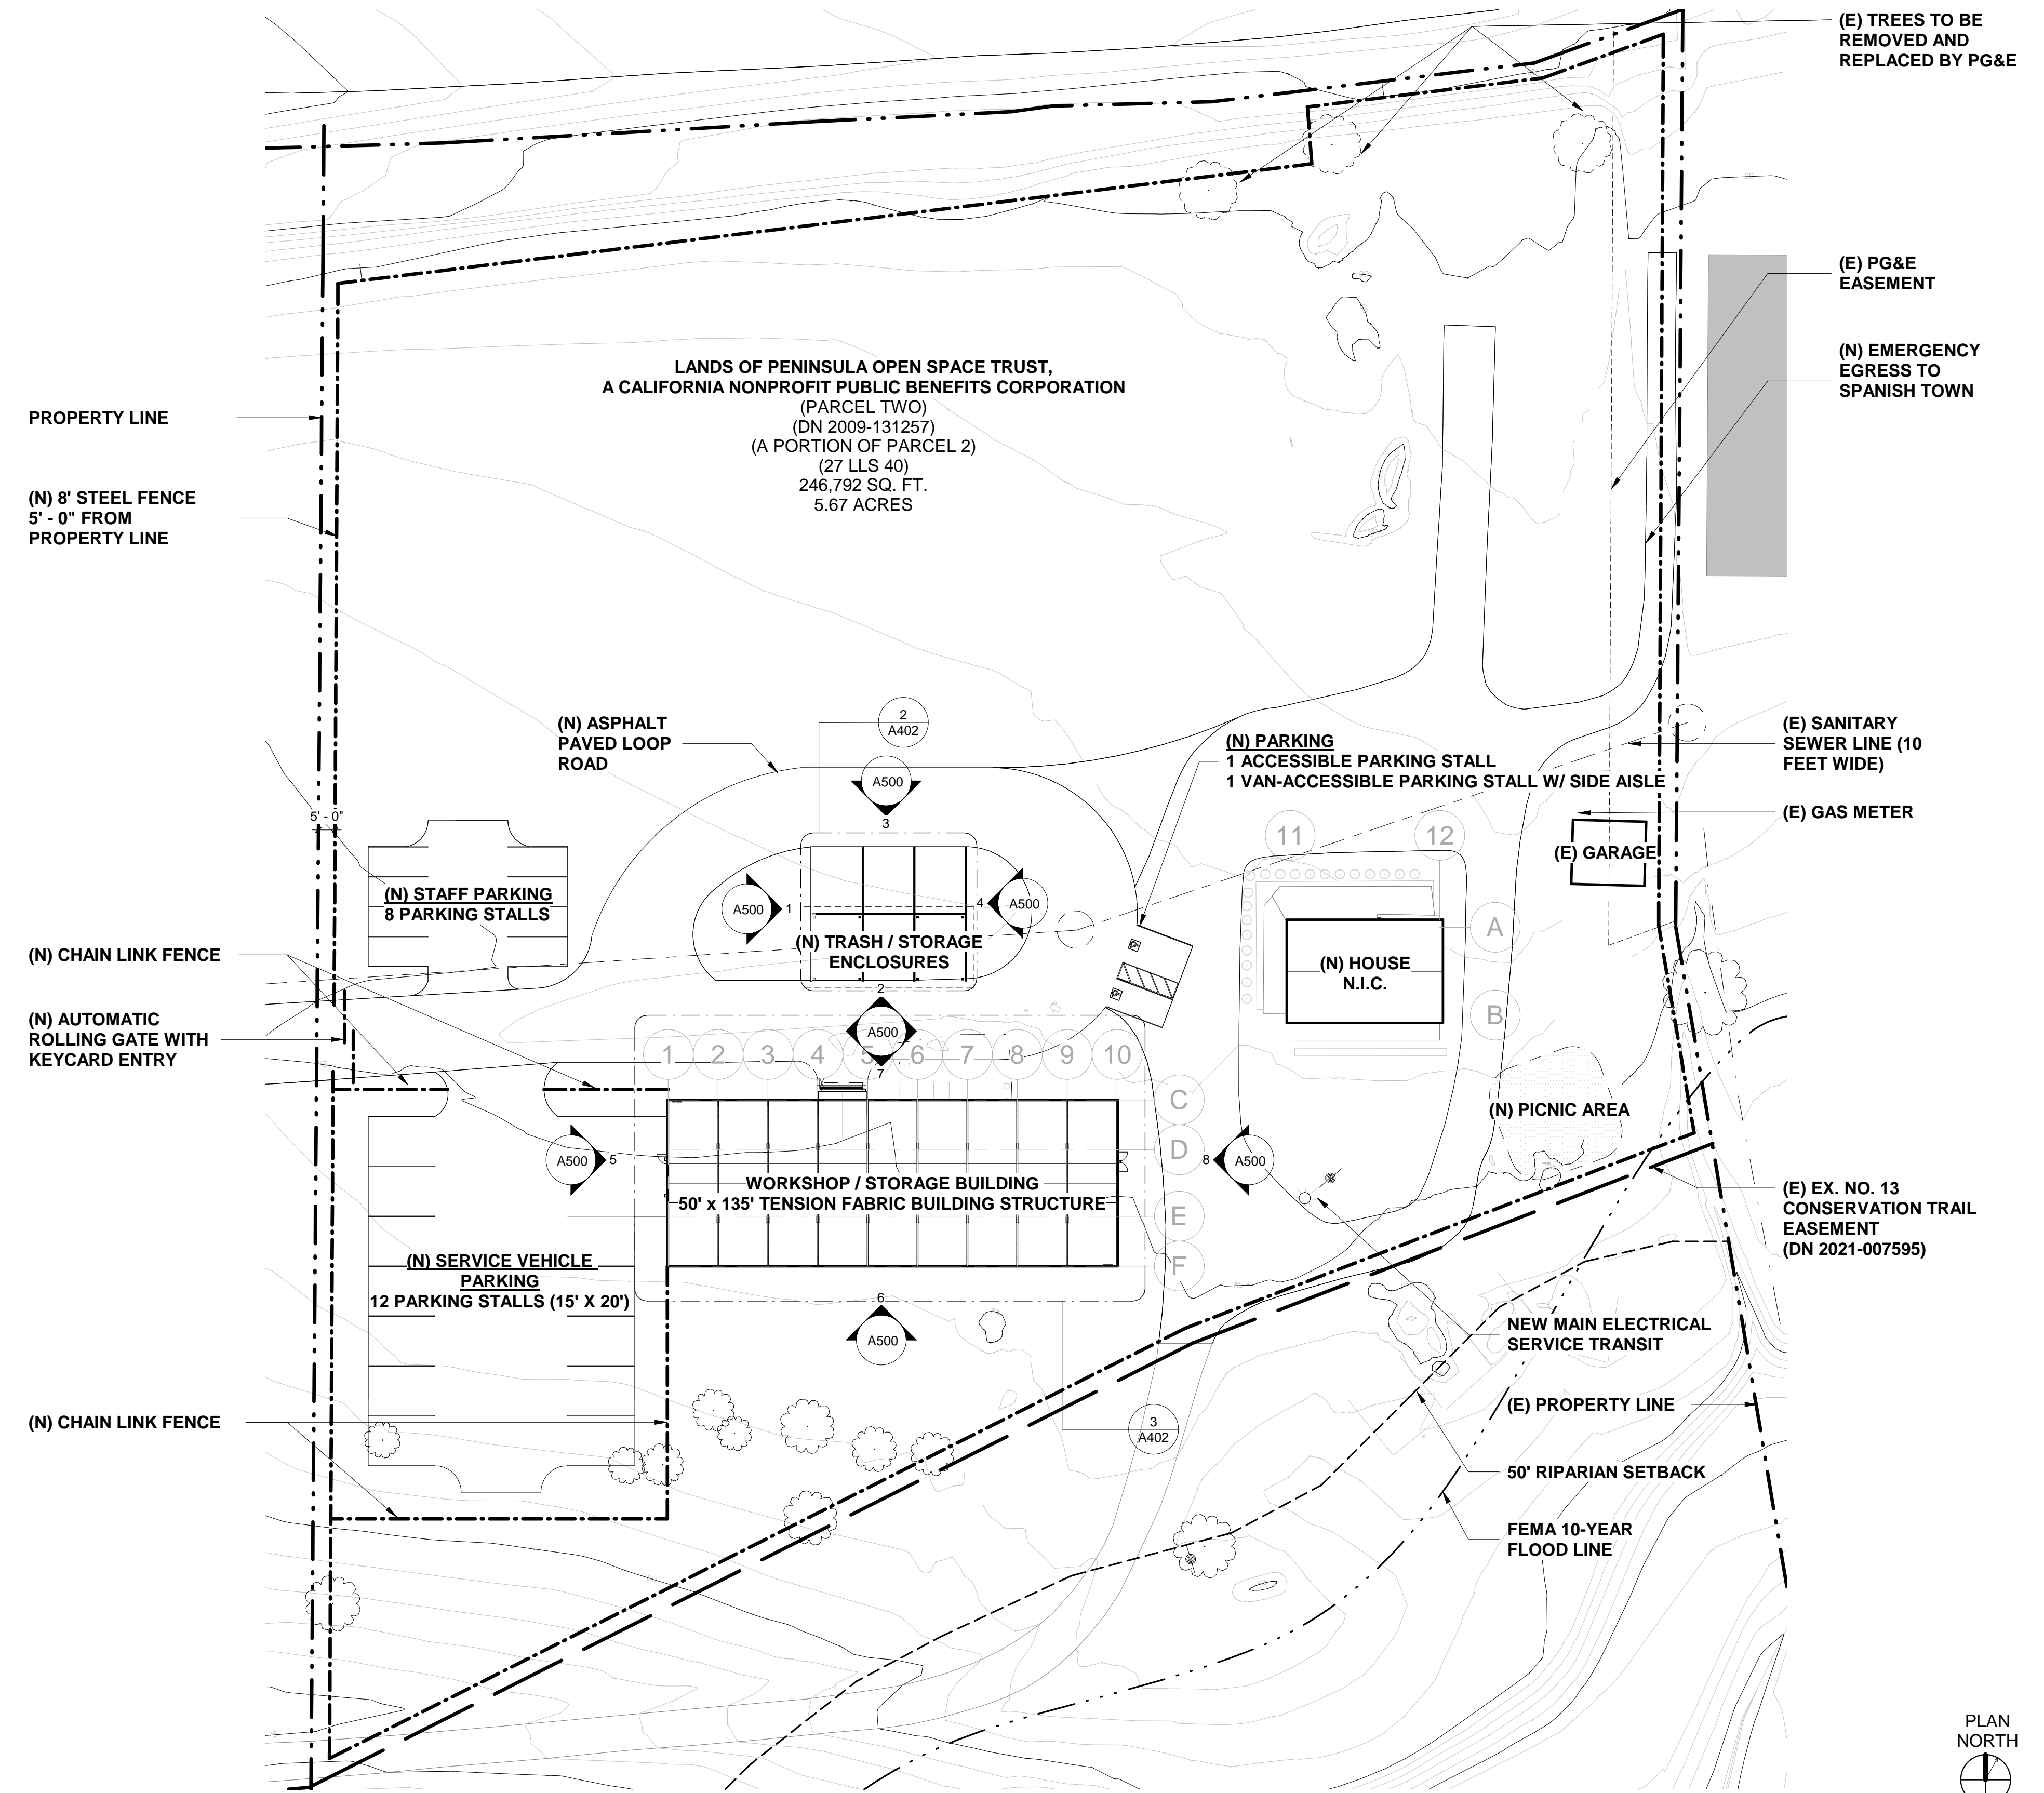 (E) TREES TO BE
REMOVED AND
REPLACED BY PG&E
(E) PG&E
EASEMENT
(N) EMERGENCY
EGRESS TO
SPANISH TOWN
LANDS OF PENINSULA OPEN SPACE TRUST,
A CALIFORNIA NONPROFIT PUBLIC BENEFITS CORPORATION
(PARCEL TWO)
(DN 2009-131257)
(A PORTION OF PARCEL 2)
(27 LLS 40)
246,792 SQ. FT.
5.67 ACRES
PROPERTY LINE
(N) 8' STEEL FENCE
5' - 0" FROM
PROPERTY LINE
(N) ASPHALT
PAVED LOOP
ROAD
2
A402
(N) PARKING
1 ACCESSIBLE PARKING STALL
1 VAN-ACCESSIBLE PARKING STALL W/ SIDE AISLE
(E) SANITARY
SEWER LINE (10
FEET WIDE)
(E) GAS METER
(E) GARAGE
5' - 0"
A500
3
11
12
(N) STAFF PARKING
8 PARKING STALLS
A500
1
4
A500
(N) TRASH / STORAGE
ENCLOSURES
A
(N) HOUSE
N.I.C.
B
(N) CHAIN LINK FENCE
(N) AUTOMATIC
ROLLING GATE WITH
KEYCARD ENTRY
2
A500
7
1
2
3
4
5
6
7
8
9
10
C
D
E
F
(N) PICNIC AREA
A500
5
8
A500
WORKSHOP / STORAGE BUILDING
50' x 135' TENSION FABRIC BUILDING STRUCTURE
(E) EX. NO. 13
CONSERVATION TRAIL
EASEMENT
(DN 2021-007595)
(N) SERVICE VEHICLE
PARKING
12 PARKING STALLS (15' X 20')
6
A500
NEW MAIN ELECTRICAL
SERVICE TRANSIT
(N) CHAIN LINK FENCE
3
A402
(E) PROPERTY LINE
50' RIPARIAN SETBACK
FEMA 10-YEAR
FLOOD LINE
PLAN
NORTH